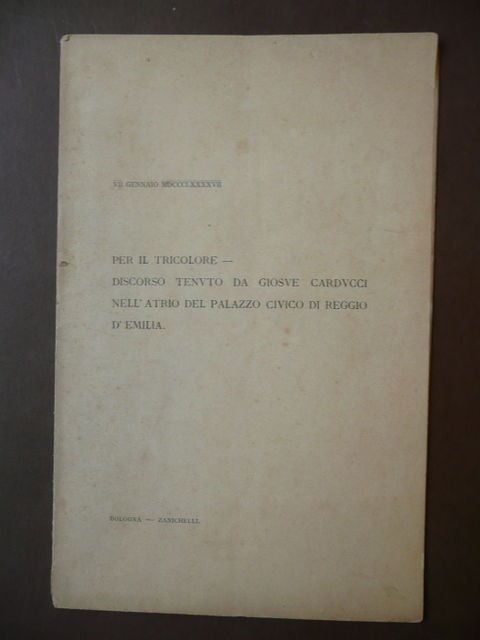 VII GENNAIO MDCCCLXXXXVII
PER IL TRICOLORE —
DISCORSO TENVTO DA GIOSVE CARDVCCI
NELL'ATRIO DEL PALAZZO CIVICO DI REGGIO
D'EMILIA.
BOLOGNA — ZANICHELLI.